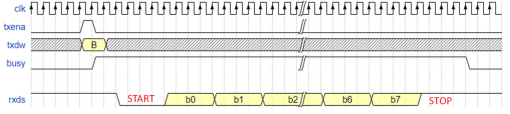 clk
txena
txdw B
busy
rxds START b0 b1 b2 b6 b7 STOP